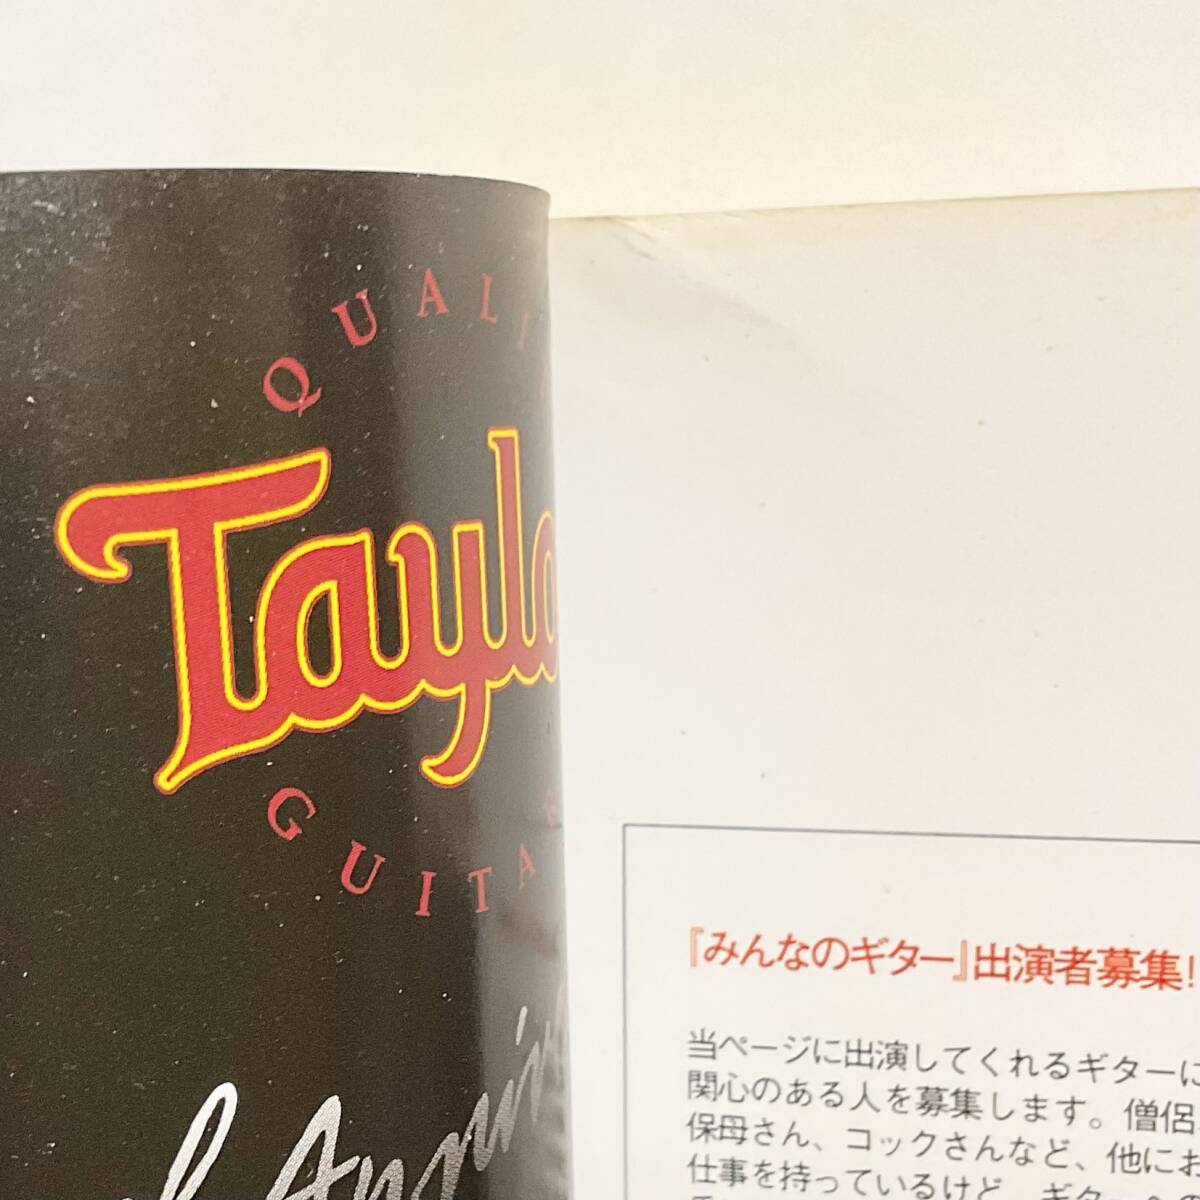 QUALI
Taylo
GUITA
『みんなのギター』出演者募集!
当ページに出演してくれるギターに
関心のある人を募集します。僧侶、
保母さん、コックさんなど、他にお
仕事を持っているけど、ギター